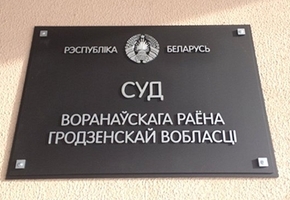 РЭСПУБЛІКА БЕЛАРУСЬ
СУД
ВОРАНАЎСКАГА РАЁНА
ГРОДЗЕНСКАЙ ВОБЛАСЦІ